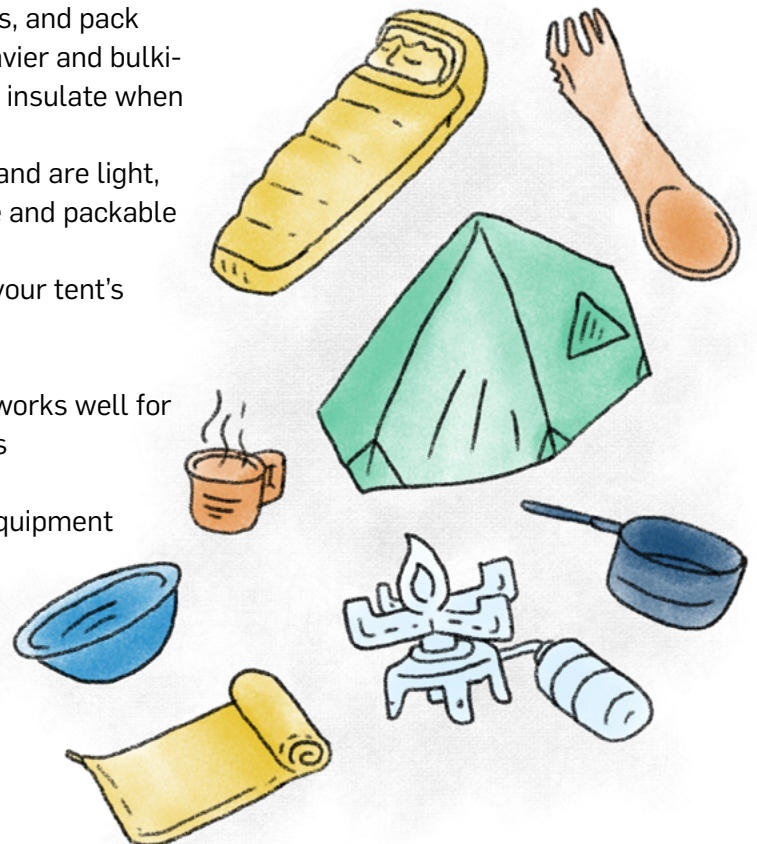 s, and pack
avier and bulki-
insulate when
and are light,
e and packable
your tent’s
works well for
s
quipment